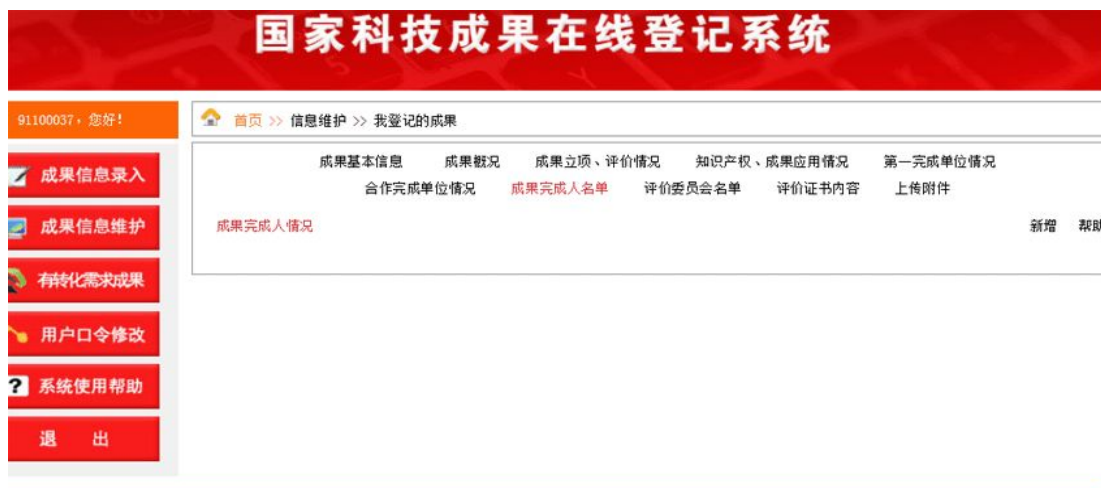 国家科技成果在线登记系统
91100037，您好！
首页 >> 信息维护 >> 我登记的成果
成果信息录入
成果信息维护
有转化需求成果
用户口令修改
? 系统使用帮助
退 出
成果基本信息 成果概况 成果立项、评价情况 知识产权、成果应用情况 第一完成单位情况
合作完成单位情况 成果完成人名单 评价委员会名单 评价证书内容 上传附件
成果完成人情况 新增 帮助